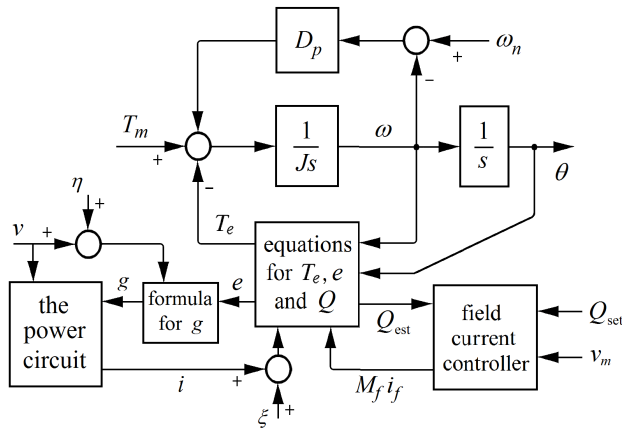 D_p
ω_n
+
−
T_m
+
1
Js
ω
1
s
θ
−
η
+
v
+
T_e
equations
for T_e, e
and Q
g
formula
for g
e
the
power
circuit
Q_est
field
current
controller
Q_set
v_m
i
+
M_f i_f
ξ
+